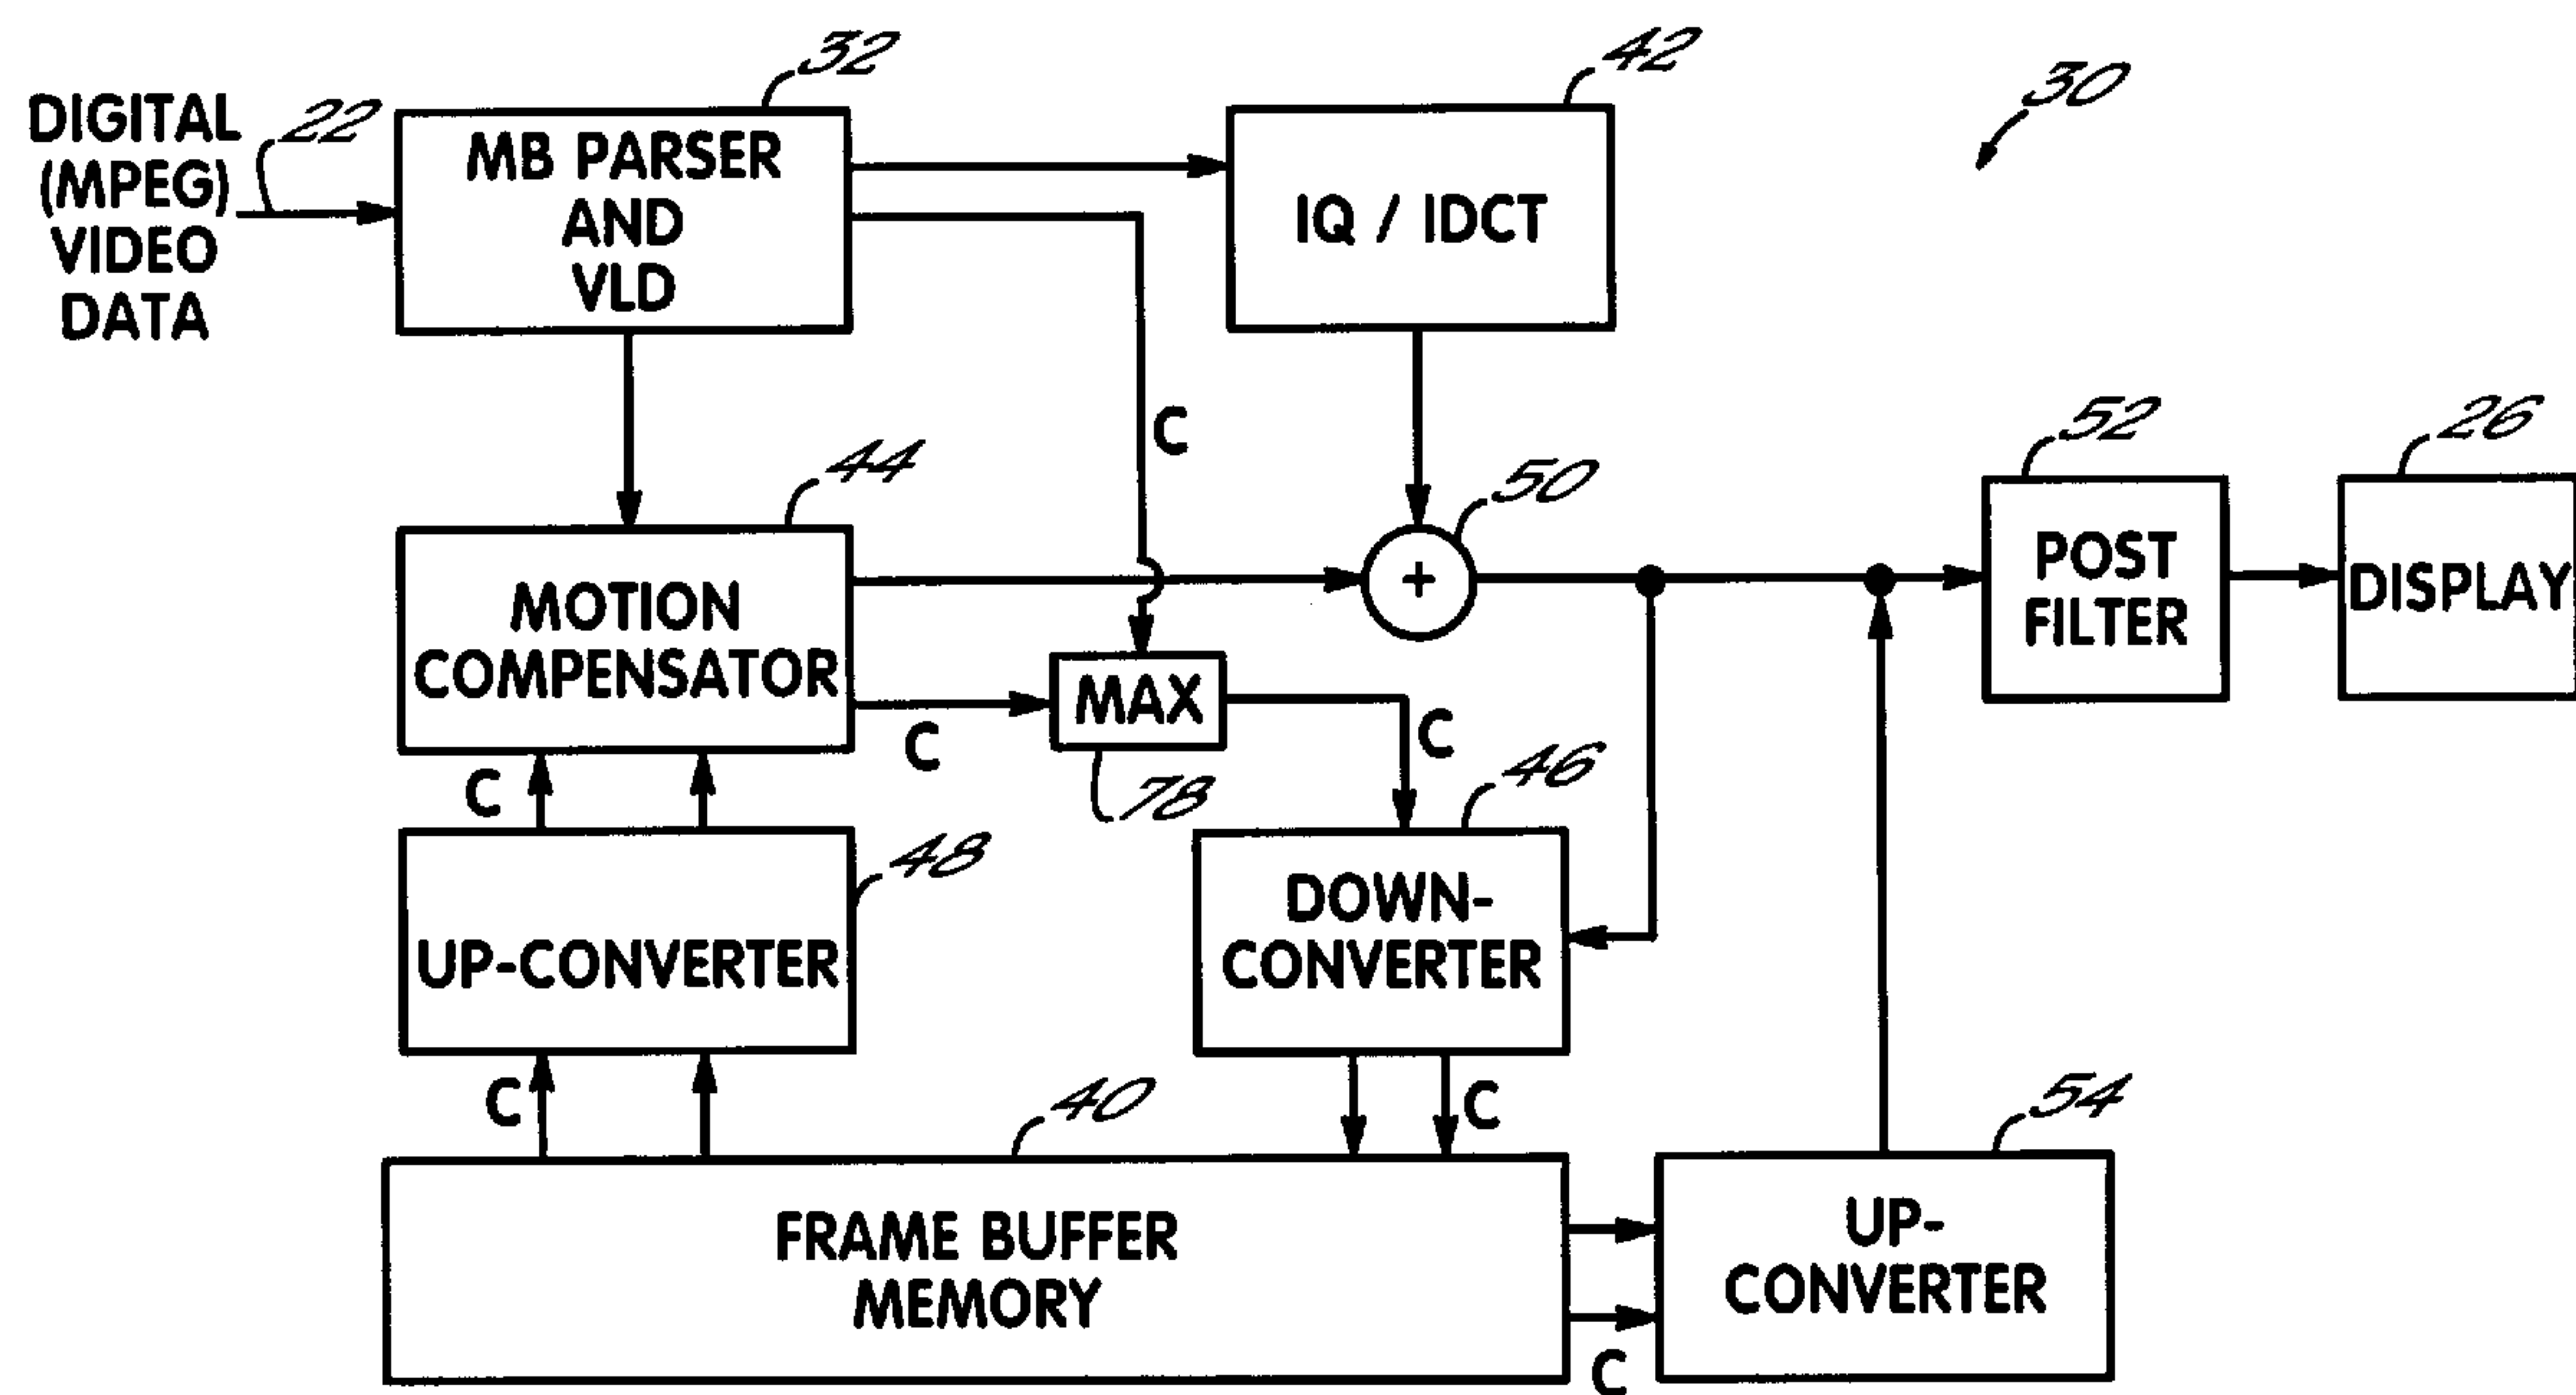 32
42
30
DIGITAL
(MPEG)
VIDEO
DATA
22
MB PARSER
AND
VLD
IQ / IDCT
C
44
50
52
26
MOTION
COMPENSATOR
+
POST
FILTER
DISPLAY
C
MAX
78
C
46
C
48
UP-CONVERTER
DOWN-
CONVERTER
C
C
40
54
FRAME BUFFER
MEMORY
UP-
CONVERTER
C